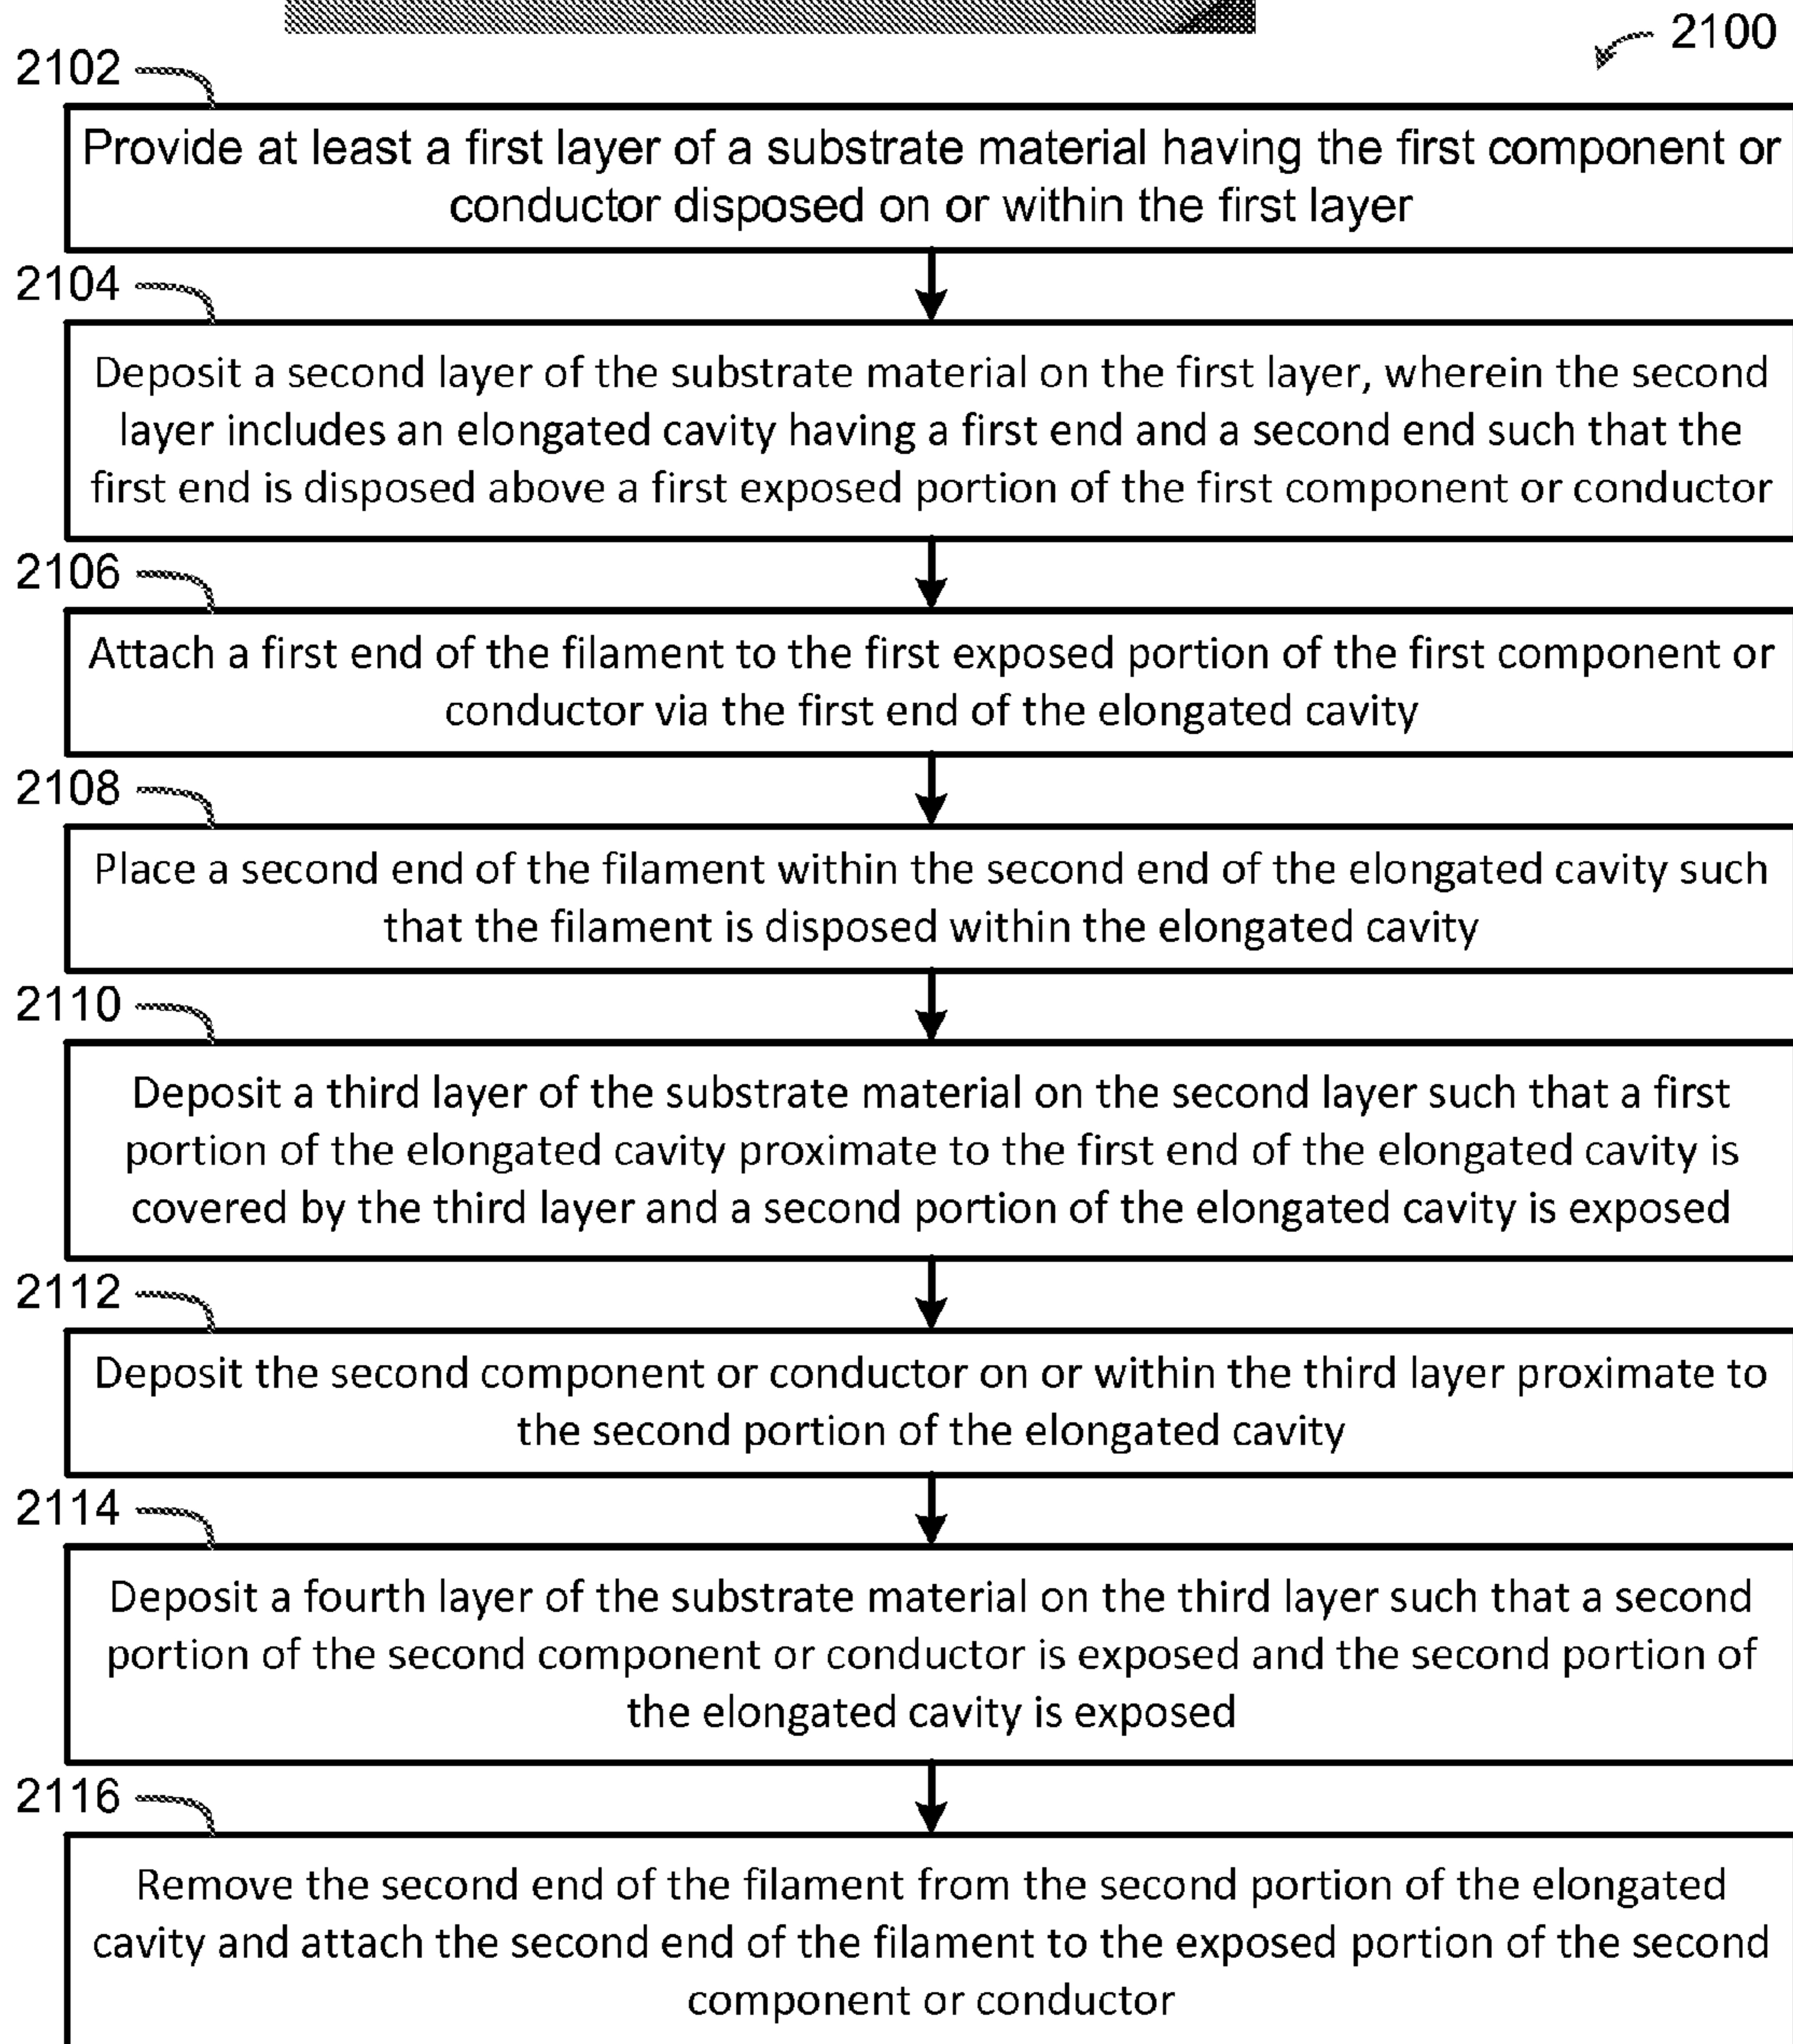 2100
2102
Provide at least a first layer of a substrate material having the first component or
conductor disposed on or within the first layer
2104
Deposit a second layer of the substrate material on the first layer, wherein the second
layer includes an elongated cavity having a first end and a second end such that the
first end is disposed above a first exposed portion of the first component or conductor
2106
Attach a first end of the filament to the first exposed portion of the first component or
conductor via the first end of the elongated cavity
2108
Place a second end of the filament within the second end of the elongated cavity such
that the filament is disposed within the elongated cavity
2110
Deposit a third layer of the substrate material on the second layer such that a first
portion of the elongated cavity proximate to the first end of the elongated cavity is
covered by the third layer and a second portion of the elongated cavity is exposed
2112
Deposit the second component or conductor on or within the third layer proximate to
the second portion of the elongated cavity
2114
Deposit a fourth layer of the substrate material on the third layer such that a second
portion of the second component or conductor is exposed and the second portion of
the elongated cavity is exposed
2116
Remove the second end of the filament from the second portion of the elongated
cavity and attach the second end of the filament to the exposed portion of the second
component or conductor